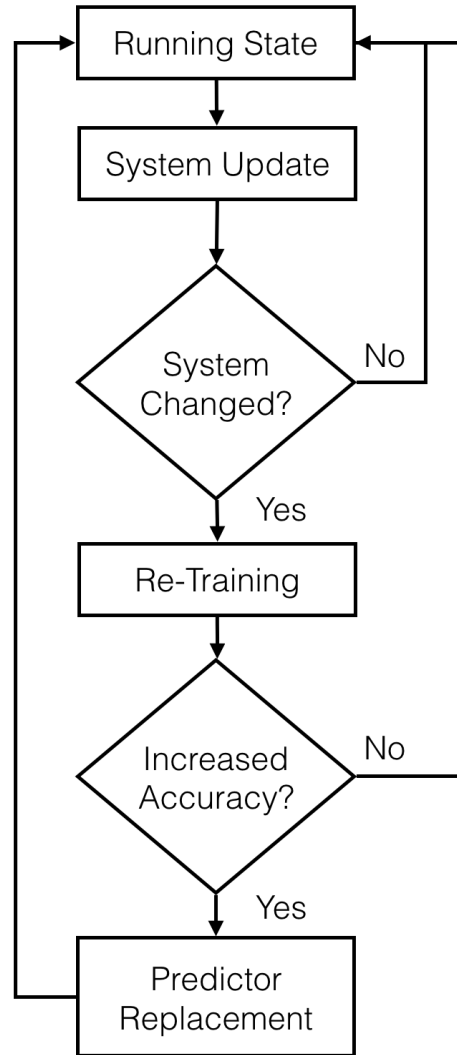 Running State
System Update
System
Changed?
No
Yes
Re-Training
Increased
Accuracy?
No
Yes
Predictor
Replacement